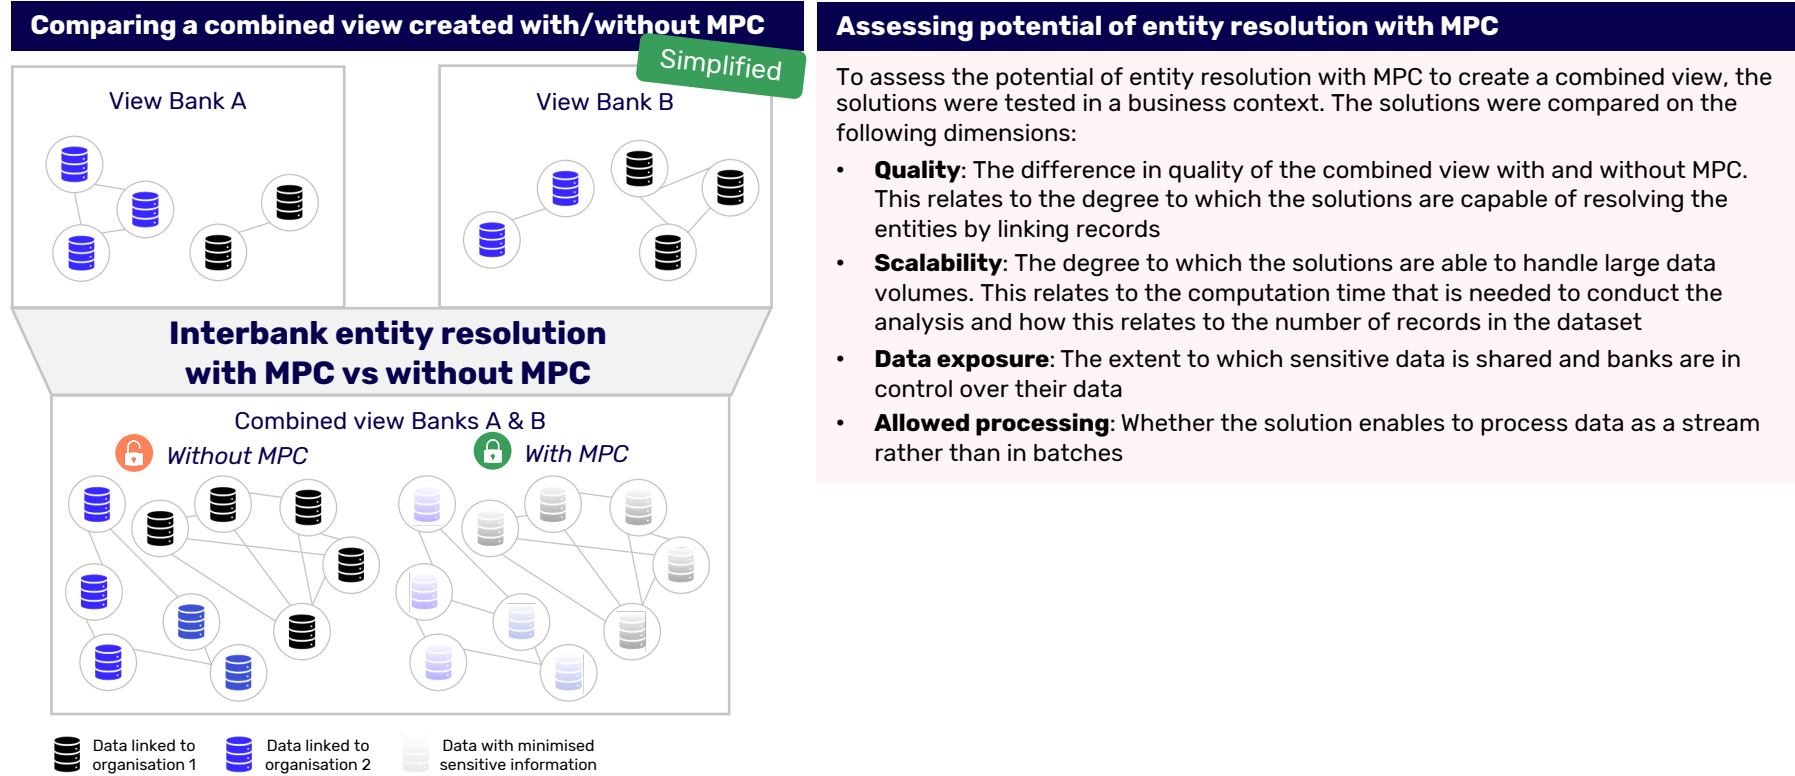 Comparing a combined view created with/without MPC
Simplified
View Bank A
View Bank B
Interbank entity resolution
with MPC vs without MPC
Combined view Banks A & B
Without MPC
With MPC
Data linked to
organisation 1
Data linked to
organisation 2
Data with minimised
sensitive information
Assessing potential of entity resolution with MPC
To assess the potential of entity resolution with MPC to create a combined view, the
solutions were tested in a business context. The solutions were compared on the
following dimensions:
• Quality: The difference in quality of the combined view with and without MPC.
This relates to the degree to which the solutions are capable of resolving the
entities by linking records
• Scalability: The degree to which the solutions are able to handle large data
volumes. This relates to the computation time that is needed to conduct the
analysis and how this relates to the number of records in the dataset
• Data exposure: The extent to which sensitive data is shared and banks are in
control over their data
• Allowed processing: Whether the solution enables to process data as a stream
rather than in batches